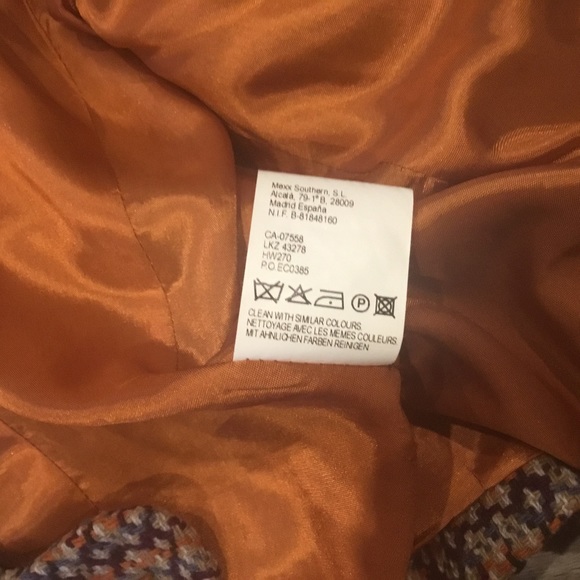 Mexx Southern, S.L.
Alcalá, 79-1º B, 28009
Madrid España
N.I.F. B-81848160
CA-07558
LKZ 43278
HW270
P.O.EC0385
P
CLEAN WITH SIMILAR COLOURS
NETTOYAGE AVEC LES MEMES COULEURS
MIT AHNLICHEN FARBEN REINIGEN